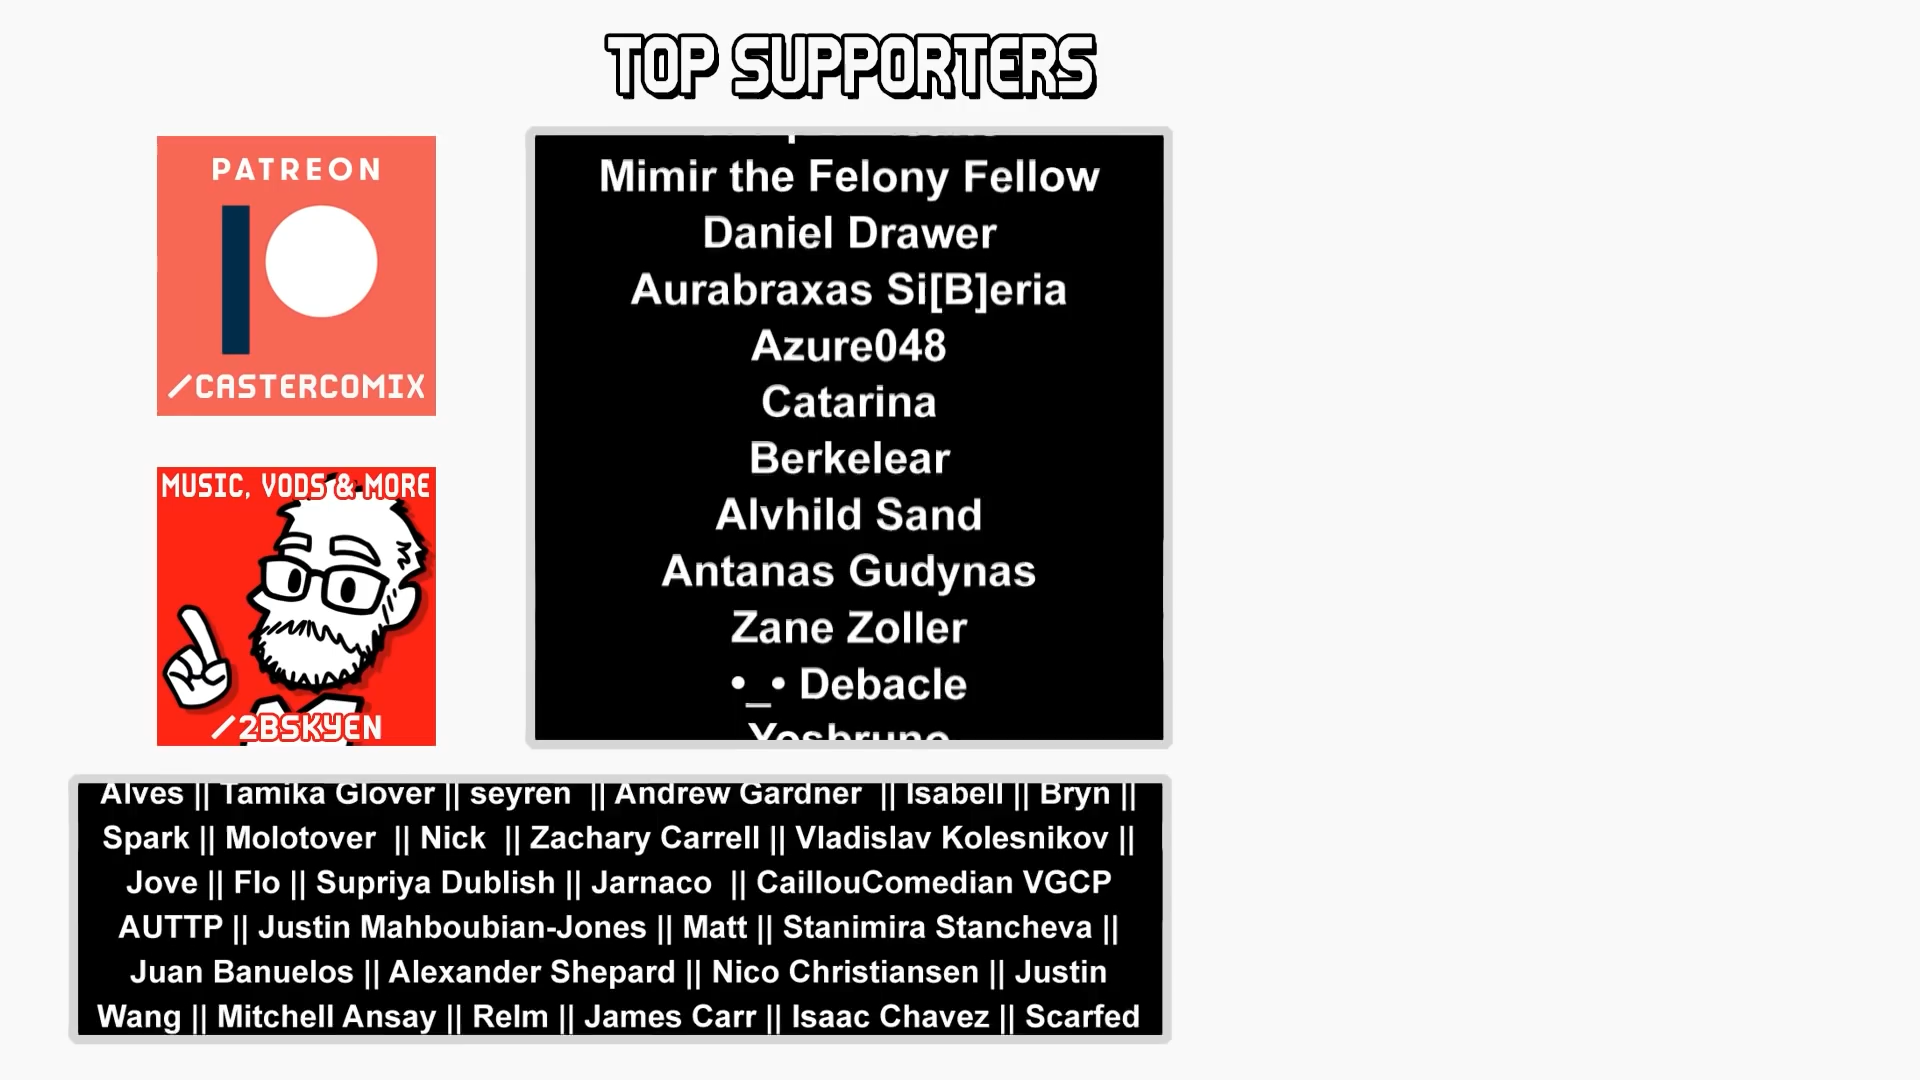 TOP SUPPORTERS
PATREON
/CASTERCOMIX
MUSIC, VODS & MORE
/2BSKYEN
Mimir the Felony Fellow
Daniel Drawer
Aurabraxas Si[B]eria
Azure048
Catarina
Berkelear
Alvhild Sand
Antanas Gudynas
Zane Zoller
•_• Debacle
Alves || Tamika Glover || seyren || Andrew Gardner || Isabell || Bryn ||
Spark || Molotover || Nick || Zachary Carrell || Vladislav Kolesnikov ||
Jove || Flo || Supriya Dublish || Jarnaco || CaillouComedian VGCP
AUTTP || Justin Mahboubian-Jones || Matt || Stanimira Stancheva ||
Juan Banuelos || Alexander Shepard || Nico Christiansen || Justin
Wang || Mitchell Ansay || Relm || James Carr || Isaac Chavez || Scarfed